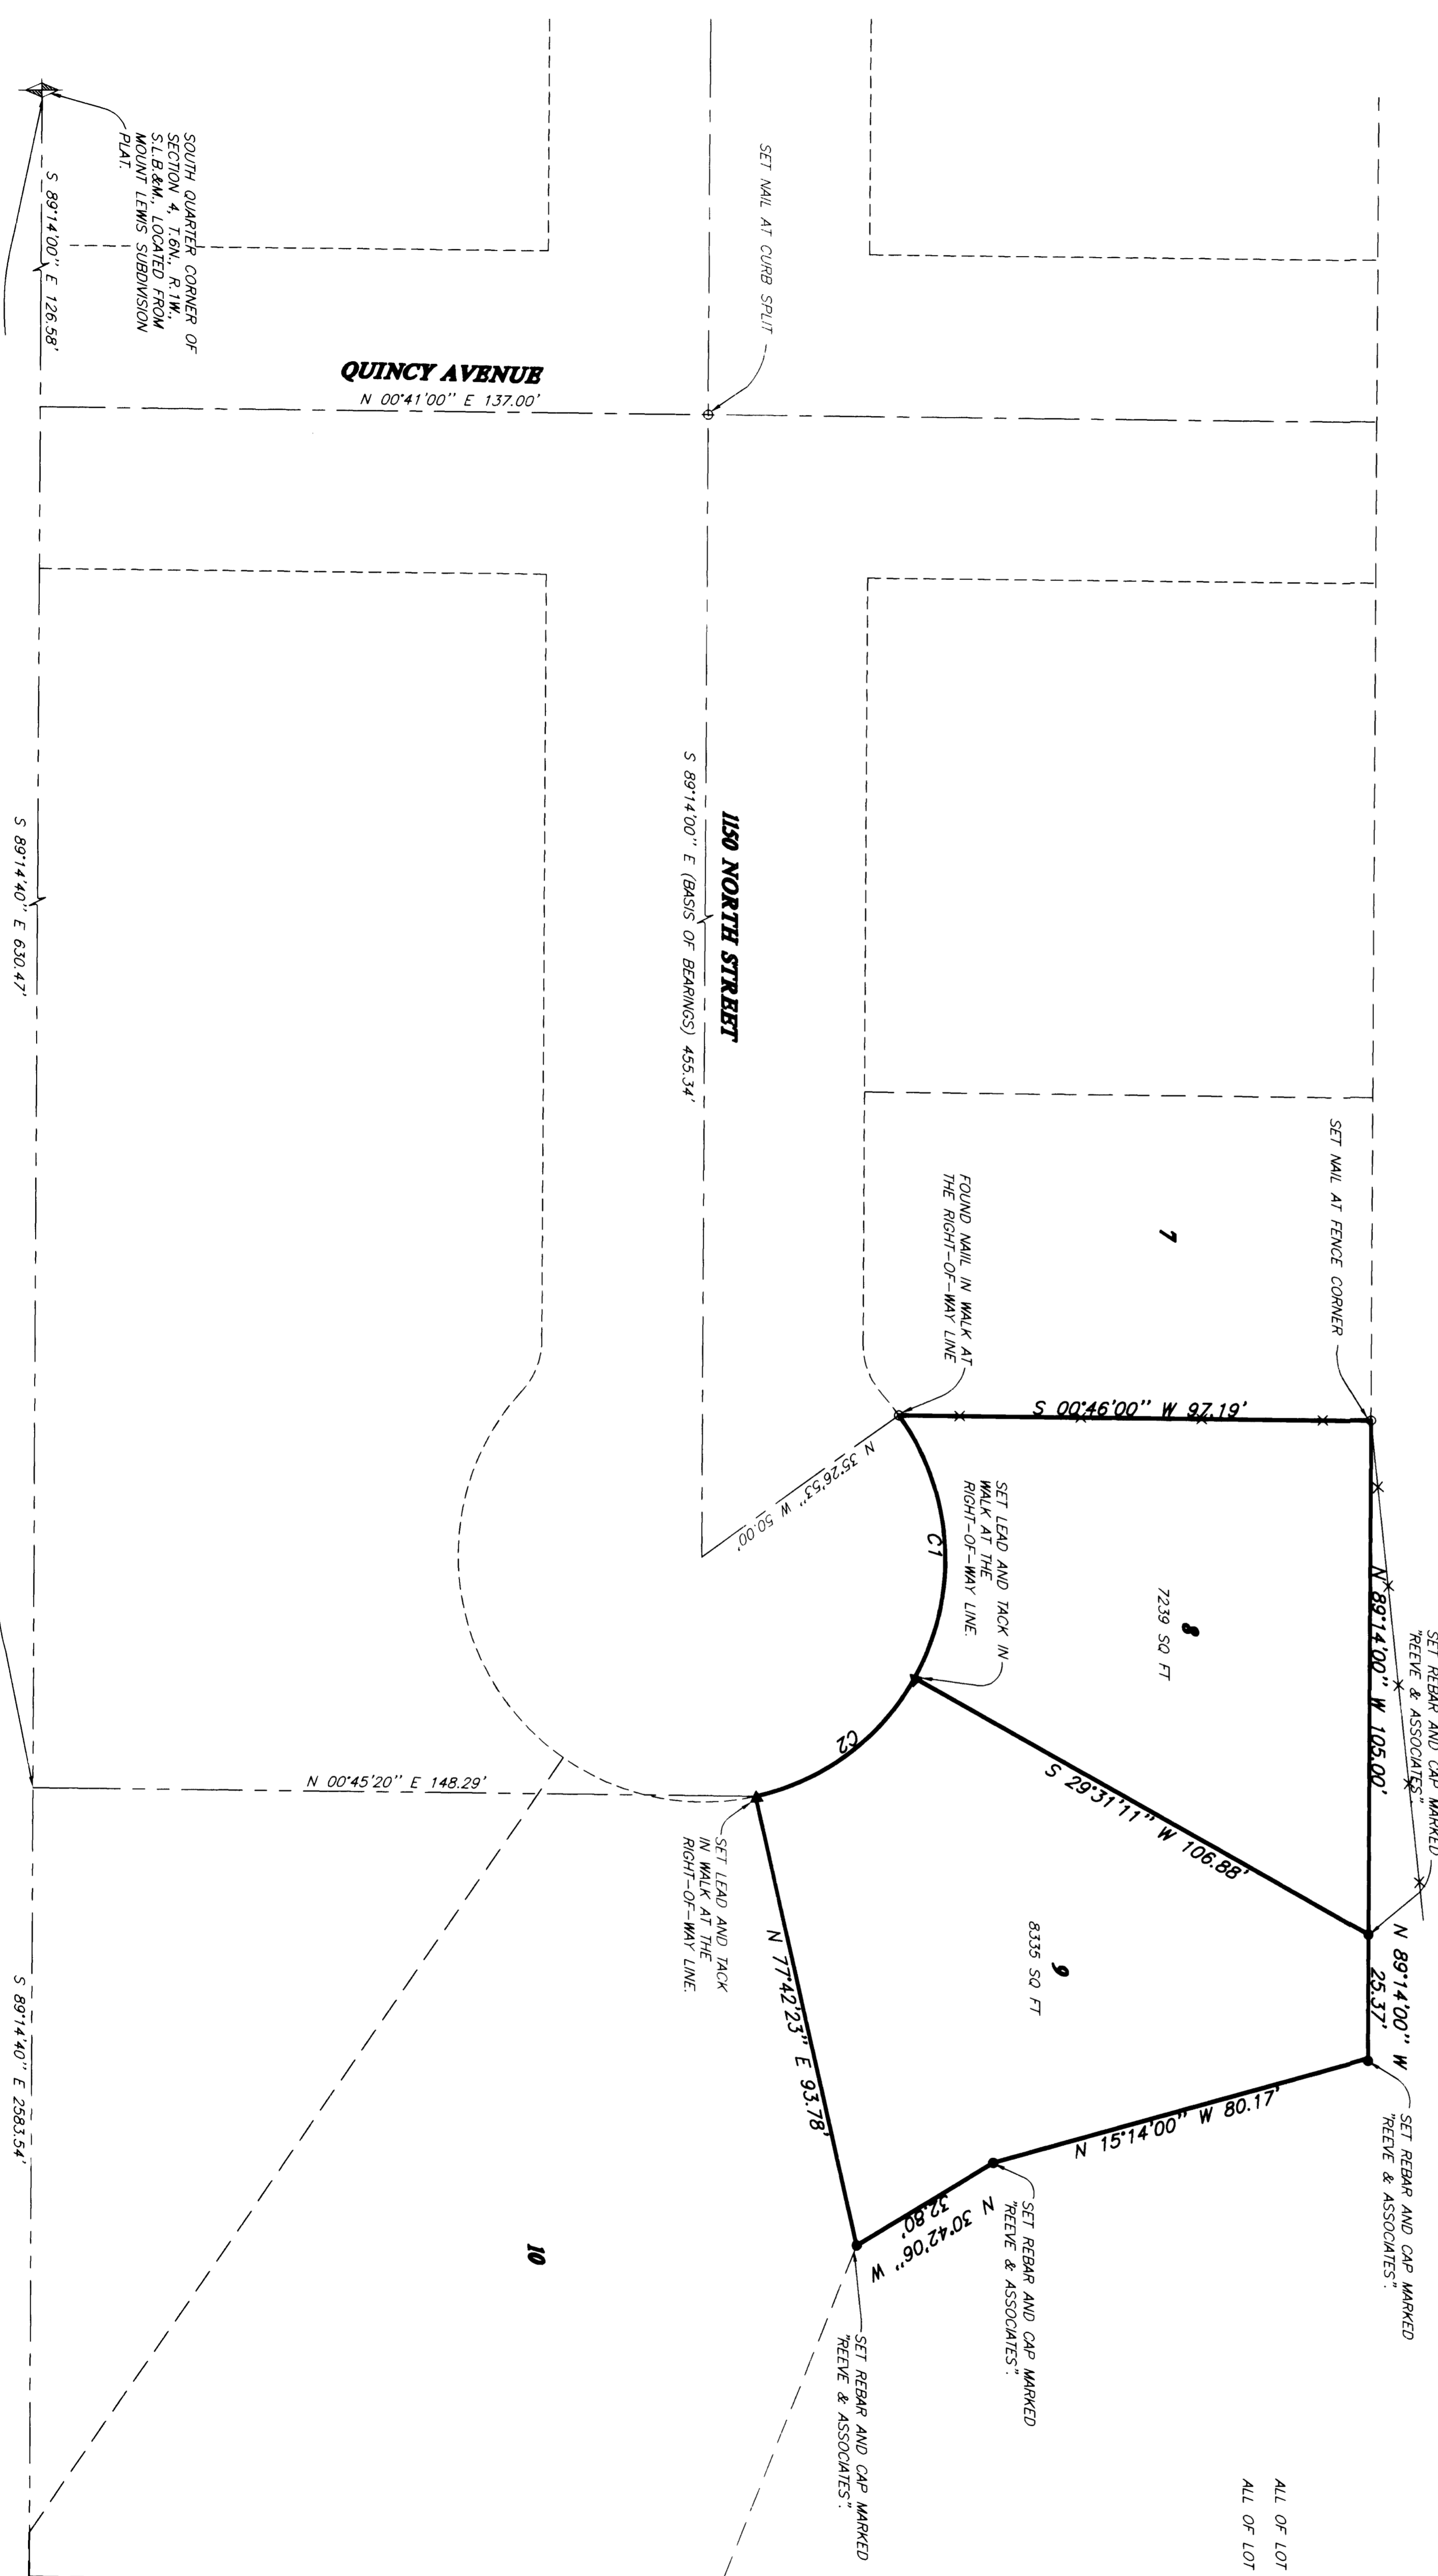 SOUTH QUARTER CORNER OF
SECTION 4, T.6N., R.1W.,
S.L.B.&M., LOCATED FROM
MOUNT LEWIS SUBDIVISION
PLAT.
S 89°14'00" E 126.58'
QUINCY AVENUE
N 00°41'00" E 137.00'
SET NAIL AT CURB SPLIT
1150 NORTH STREET
S 89°14'00" E (BASIS OF BEARINGS) 455.34'
S 89°14'40" E 630.47'
7
SET NAIL AT FENCE CORNER
FOUND NAIL IN WALK AT
THE RIGHT-OF-WAY LINE
S 00°46'00" W 97.19'
N 35°26'53" W 50.00'
C1
SET LEAD AND TACK IN
WALK AT THE
RIGHT-OF-WAY LINE.
8
7239 SQ FT
N 89°14'00" W 105.00'
SET REBAR AND CAP MARKED
"REEVE & ASSOCIATES".
C2
S 29°31'11" W 106.88'
N 00°45'20" E 148.29'
SET LEAD AND TACK
IN WALK AT THE
RIGHT-OF-WAY LINE.
9
8335 SQ FT
N 89°14'00" W
25.37'
SET REBAR AND CAP MARKED
"REEVE & ASSOCIATES".
N 15°14'00" W 80.17'
N 77°42'23" E 93.78'
N 30°42'06" W
32.80'
SET REBAR AND CAP MARKED
"REEVE & ASSOCIATES".
SET REBAR AND CAP MARKED
"REEVE & ASSOCIATES".
10
S 89°14'40" E 2583.54'
ALL OF LOT
ALL OF LOT